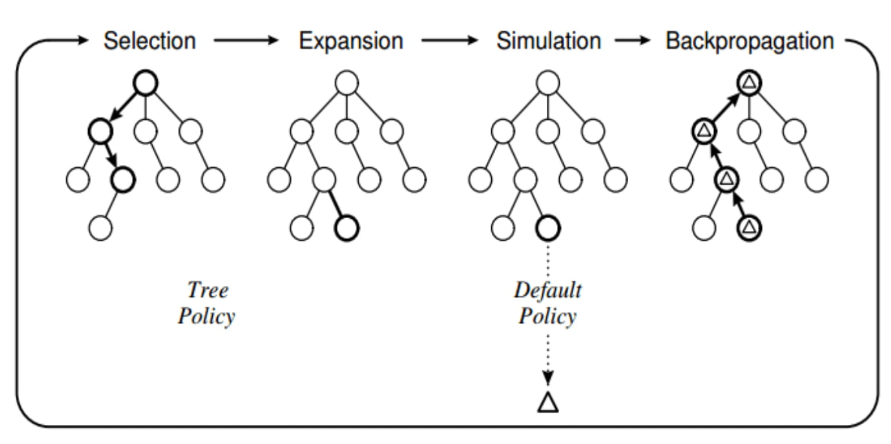 Selection Expansion Simulation Backpropagation
Tree
Policy
Default
Policy